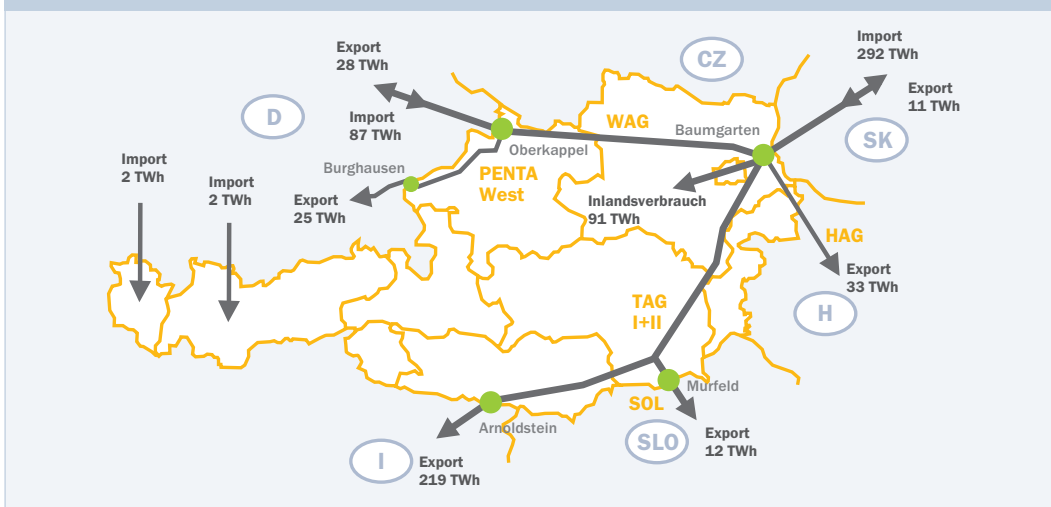 Export
28 TWh
CZ
Import
292 TWh
Export
11 TWh
D
Import
87 TWh
WAG
Baumgarten
SK
Oberkappel
Import
2 TWh
Burghausen
PENTA
West
Import
2 TWh
Export
25 TWh
Inlandsverbrauch
91 TWh
HAG
Export
33 TWh
TAG
I+II
H
Murfeld
SOL
Arnoldstein
Export
12 TWh
SLO
I
Export
219 TWh